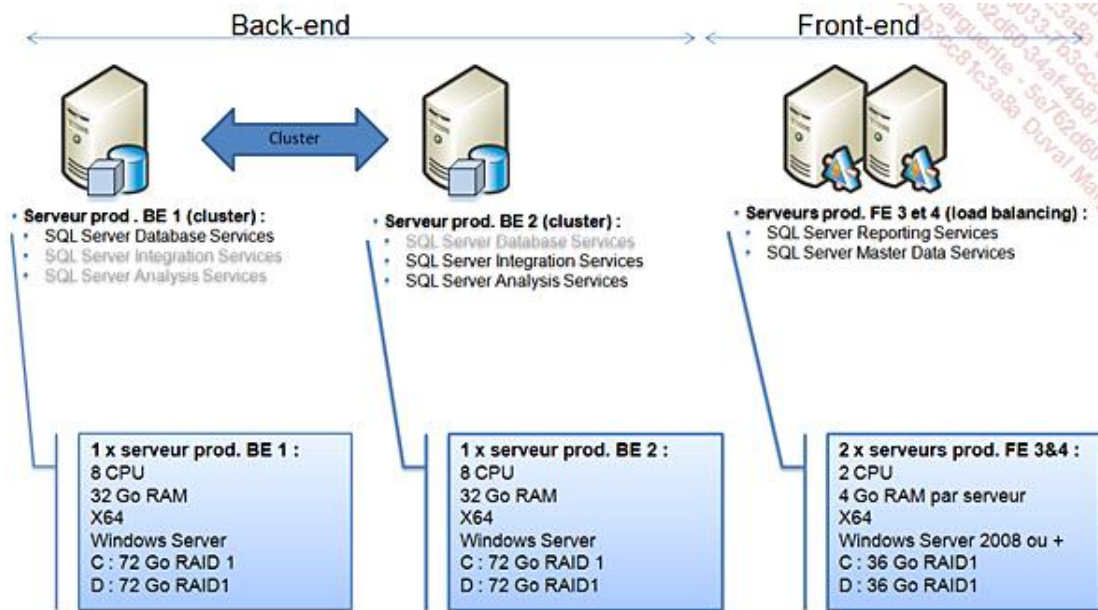 Back-end
Front-end
Cluster
• Serveur prod . BE 1 (cluster) :
• SQL Server Database Services
• SQL Server Integration Services
• SQL Server Analysis Services
• Serveur prod. BE 2 (cluster) :
• SQL Server Database Services
• SQL Server Integration Services
• SQL Server Analysis Services
• Serveurs prod. FE 3 et 4 (load balancing) :
• SQL Server Reporting Services
• SQL Server Master Data Services
1 x serveur prod. BE 1 :
8 CPU
32 Go RAM
X64
Windows Server
C : 72 Go RAID 1
D : 72 Go RAID1
1 x serveur prod. BE 2 :
8 CPU
32 Go RAM
X64
Windows Server
C : 72 Go RAID 1
D : 72 Go RAID1
2 x serveurs prod. FE 3&4 :
2 CPU
4 Go RAM par serveur
X64
Windows Server 2008 ou +
C : 36 Go RAID1
D : 36 Go RAID1